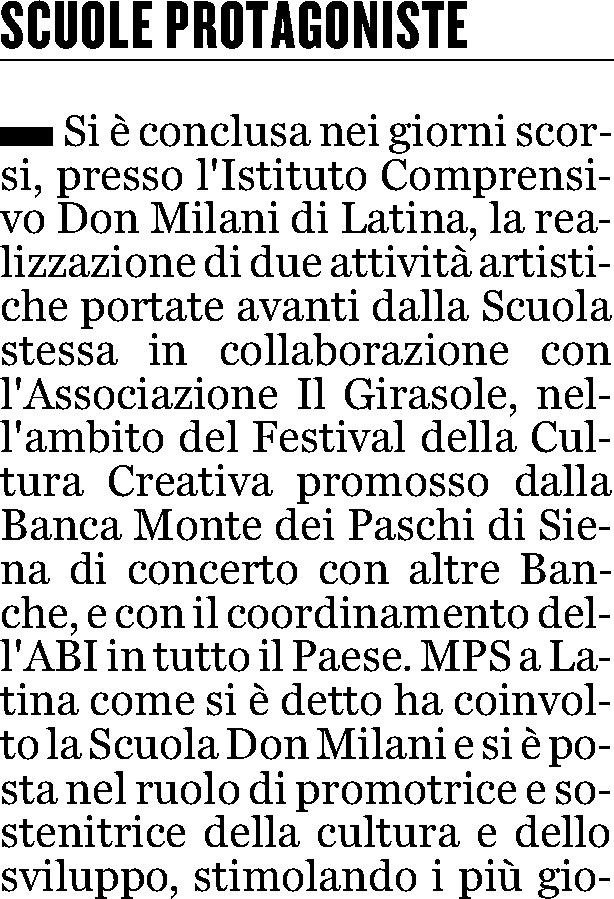 SCUOLE PROTAGONISTE
Si è conclusa nei giorni scor-
si, presso l'Istituto Comprensi-
vo Don Milani di Latina, la rea-
lizzazione di due attività artisti-
che portate avanti dalla Scuola
stessa in collaborazione con
l'Associazione Il Girasole, nel-
l'ambito del Festival della Cul-
tura Creativa promosso dalla
Banca Monte dei Paschi di Sie-
na di concerto con altre Ban-
che, e con il coordinamento del-
l'ABI in tutto il Paese. MPS a La-
tina come si è detto ha coinvol-
to la Scuola Don Milani e si è po-
sta nel ruolo di promotrice e so-
stenitrice della cultura e dello
sviluppo, stimolando i più gio-